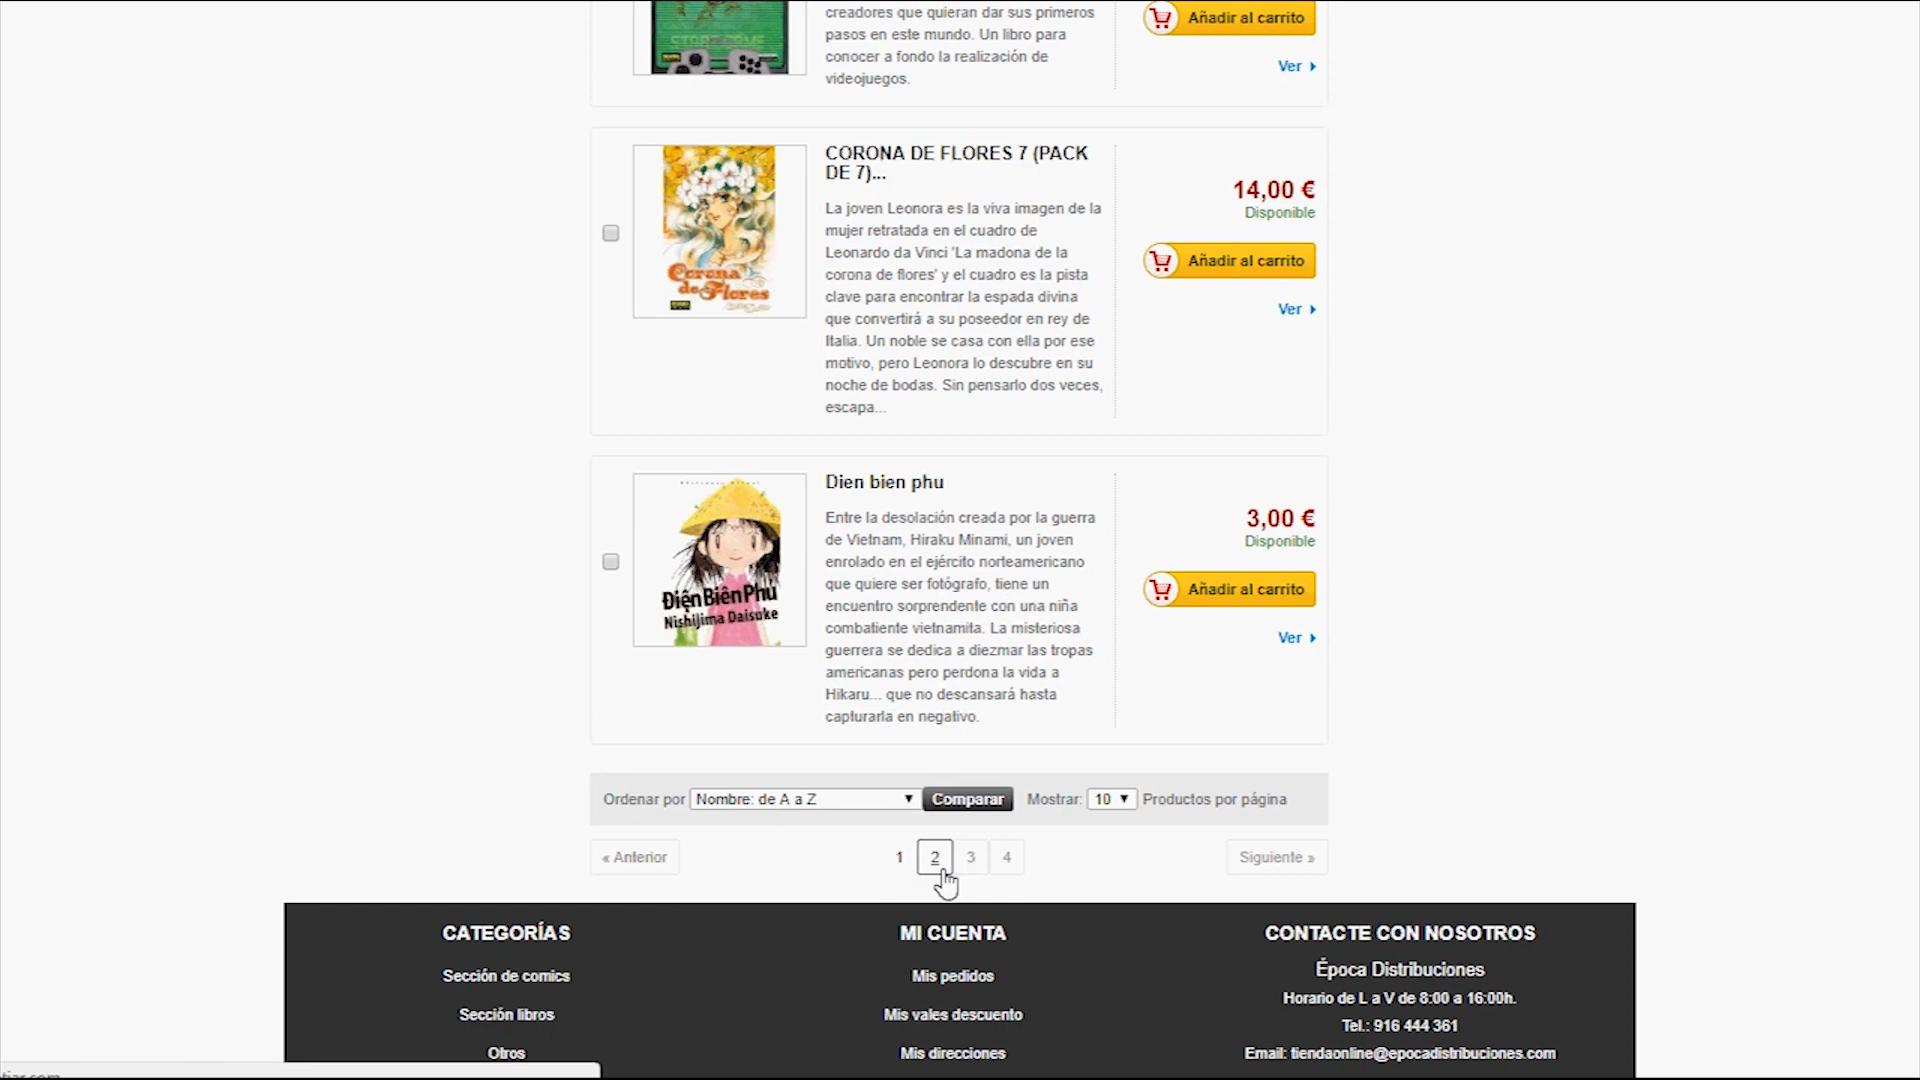 creadores que quieran dar sus primeros
pasos en este mundo. Un libro para
conocer a fondo la realización de
videojuegos.
Añadir al carrito
Ver
CORONA DE FLORES 7 (PACK
DE 7)...
La joven Leonora es la viva imagen de la
mujer retratada en el cuadro de
Leonardo da Vinci 'La madona de la
corona de flores' y el cuadro es la pista
clave para encontrar la espada divina
que convertirá a su poseedor en rey de
Italia. Un noble se casa con ella por ese
motivo, pero Leonora lo descubre en su
noche de bodas. Sin pensarlo dos veces,
escapa...
Corona
de Flores
14,00 €
Disponible
Añadir al carrito
Ver
Dien bien phu
Entre la desolación creada por la guerra
de Vietnam, Hiraku Minami, un joven
enrolado en el ejército norteamericano
que quiere ser fotógrafo, tiene un
encuentro sorprendente con una niña
combatiente vietnamita. La misteriosa
guerrera se dedica a diezmar las tropas
americanas pero perdona la vida a
Hikaru... que no descansará hasta
capturarla en negativo.
Điện Biên Phú
Nishijima Daisuke
3,00 €
Disponible
Añadir al carrito
Ver
Ordenar por Nombre: de A a Z Comparar Mostrar: 10 Productos por página
« Anterior 1 2 3 4 Siguiente »
CATEGORÍAS
Sección de comics
Sección libros
Otros
MI CUENTA
Mis pedidos
Mis vales descuento
Mis direcciones
CONTACTE CON NOSOTROS
Época Distribuciones
Horario de L a V de 8:00 a 16:00h.
Tel.: 916 444 361
Email: tiendaonline@epocadistribuciones.com